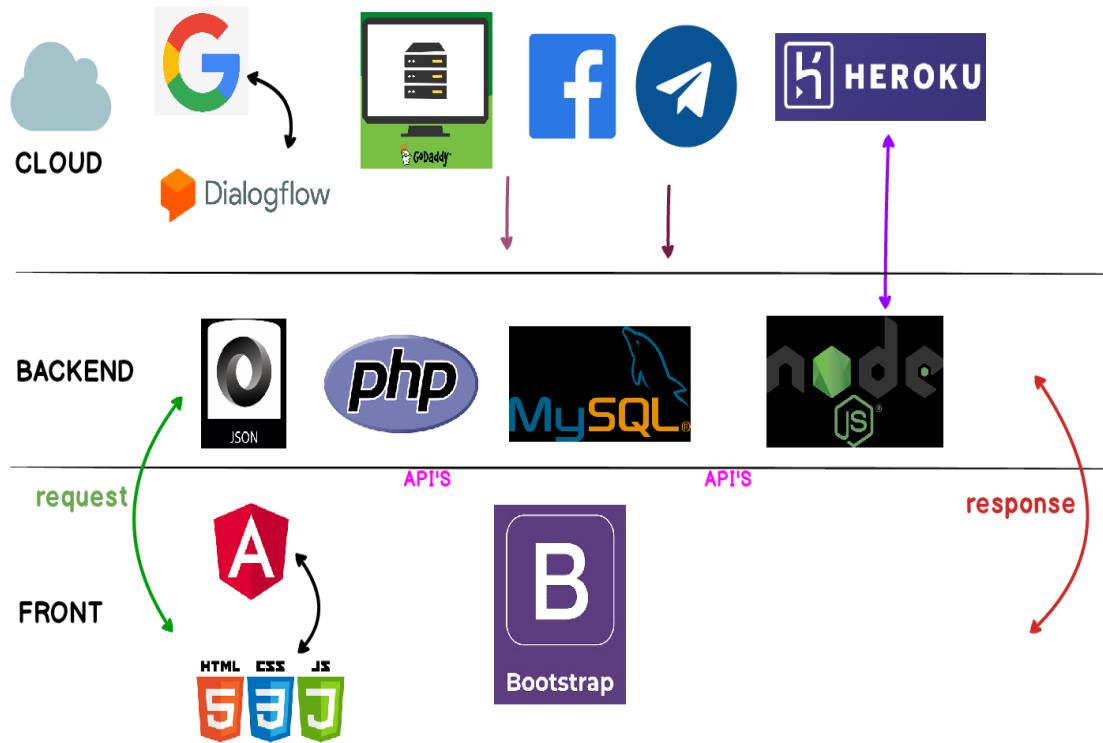 CLOUD
G
Dialogflow
GoDaddy™
f
HEROKU
BACKEND
JSON
php
MySQL®
node
JS®
API'S
API'S
request
response
FRONT
A
HTML CSS JS
5 3 J
B
Bootstrap